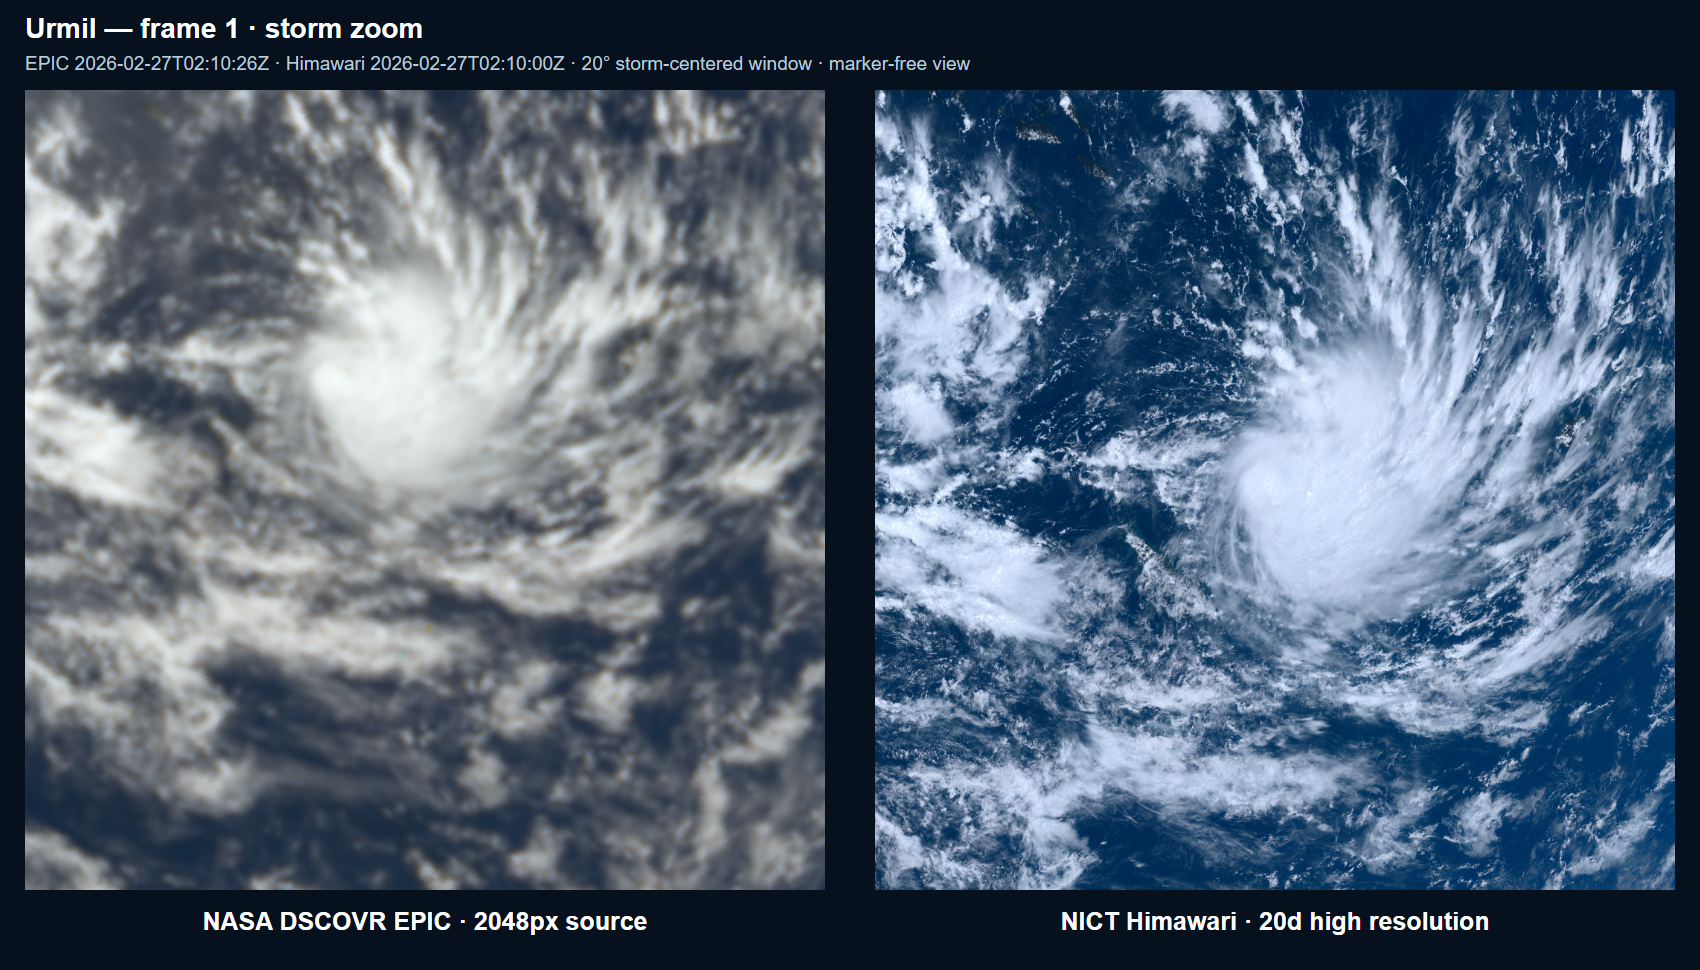 Urmil — frame 1 · storm zoom
EPIC 2026-02-27T02:10:26Z · Himawari 2026-02-27T02:10:00Z · 20° storm-centered window · marker-free view
NASA DSCOVR EPIC · 2048px source
NICT Himawari · 20d high resolution